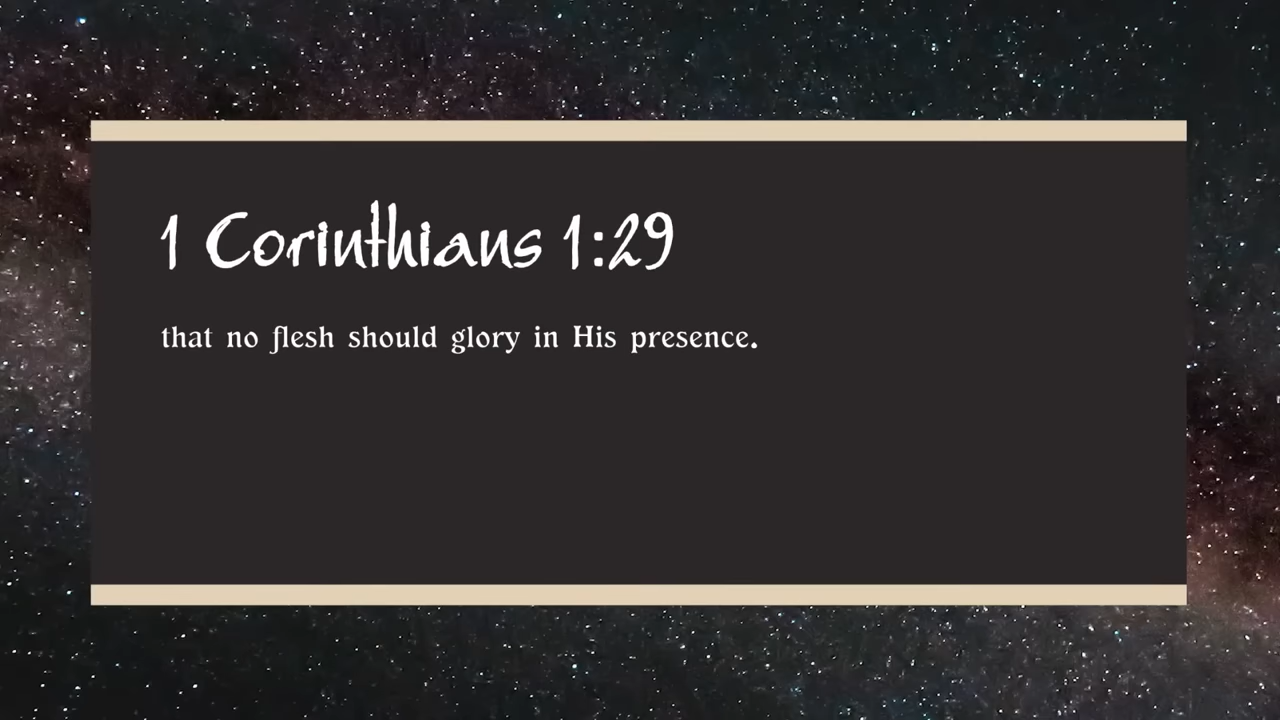 1 Corinthians 1:29
that no flesh should glory in His presence.